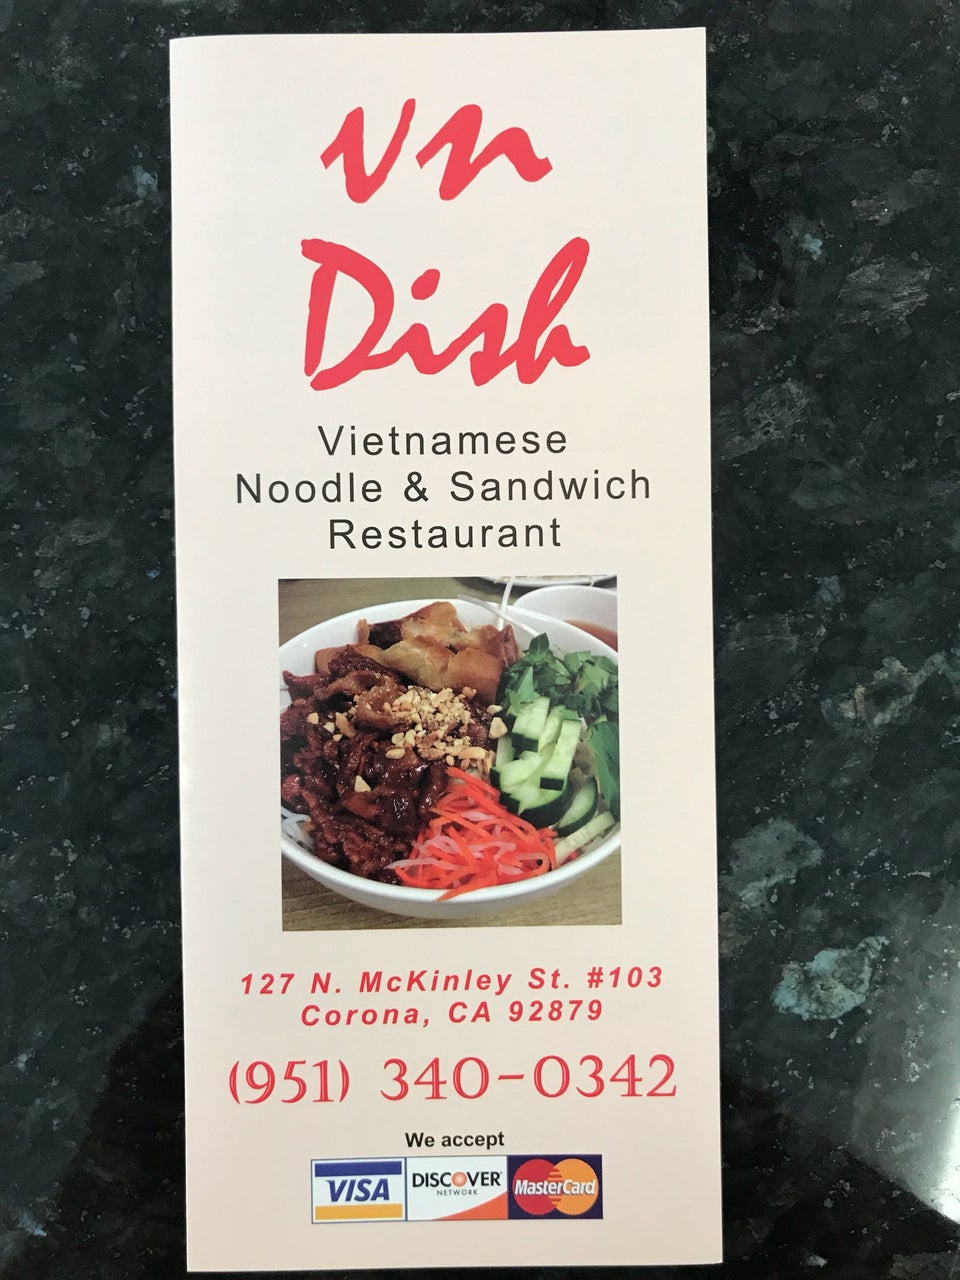 vn
Dish
Vietnamese
Noodle & Sandwich
Restaurant
127 N. McKinley St. #103
Corona, CA 92879
(951) 340-0342
We accept
VISA DISCOVER MasterCard
NETWORK